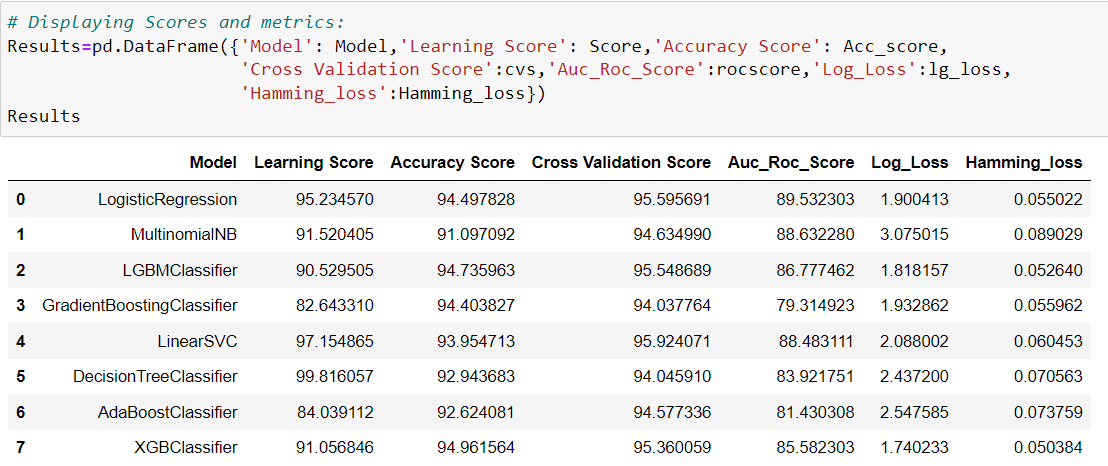 # Displaying Scores and metrics:
Results=pd.DataFrame({'Model': Model,'Learning Score': Score,'Accuracy Score': Acc_score,
'Cross Validation Score':cvs,'Auc_Roc_Score':rocscore,'Log_Loss':lg_loss,
'Hamming_loss':Hamming_loss})
Results
Model Learning Score Accuracy Score Cross Validation Score Auc_Roc_Score Log_Loss Hamming_loss
0 LogisticRegression 95.234570 94.497828 95.595691 89.532303 1.900413 0.055022
1 MultinomialNB 91.520405 91.097092 94.634990 88.632280 3.075015 0.089029
2 LGBMClassifier 90.529505 94.735963 95.548689 86.777462 1.818157 0.052640
3 GradientBoostingClassifier 82.643310 94.403827 94.037764 79.314923 1.932862 0.055962
4 LinearSVC 97.154865 93.954713 95.924071 88.483111 2.088002 0.060453
5 DecisionTreeClassifier 99.816057 92.943683 94.045910 83.921751 2.437200 0.070563
6 AdaBoostClassifier 84.039112 92.624081 94.577336 81.430308 2.547585 0.073759
7 XGBClassifier 91.056846 94.961564 95.360059 85.582303 1.740233 0.050384